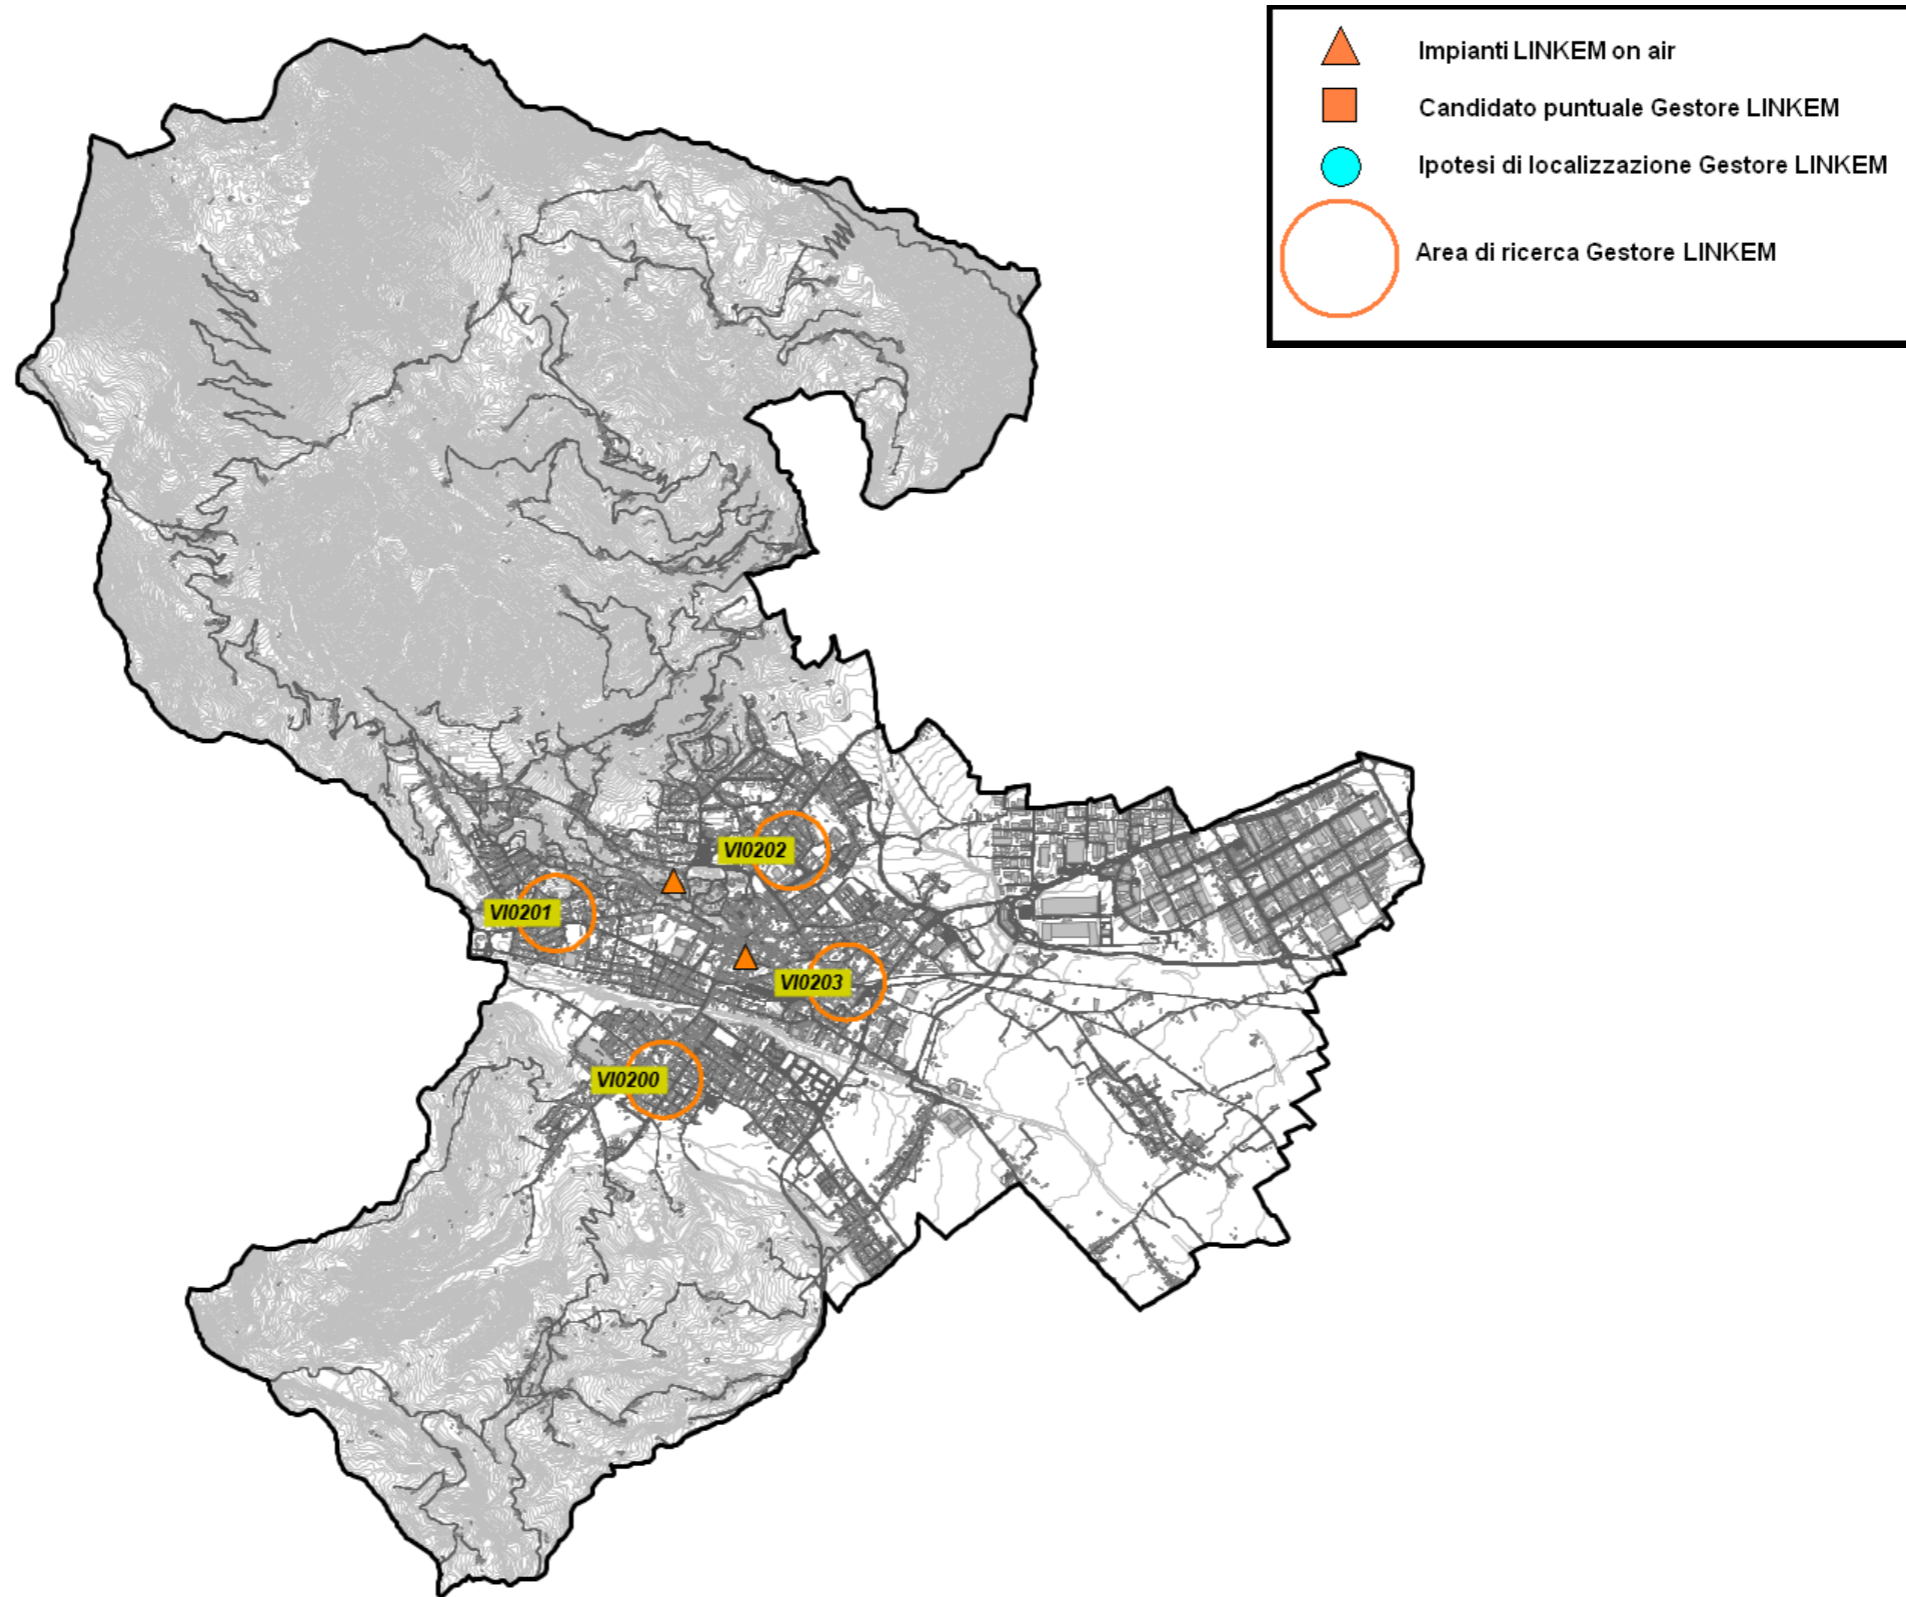 Impianti LINKEM on air
Candidato puntuale Gestore LINKEM
Ipotesi di localizzazione Gestore LINKEM
Area di ricerca Gestore LINKEM
VI0202
VI0201
VI0203
VI0200